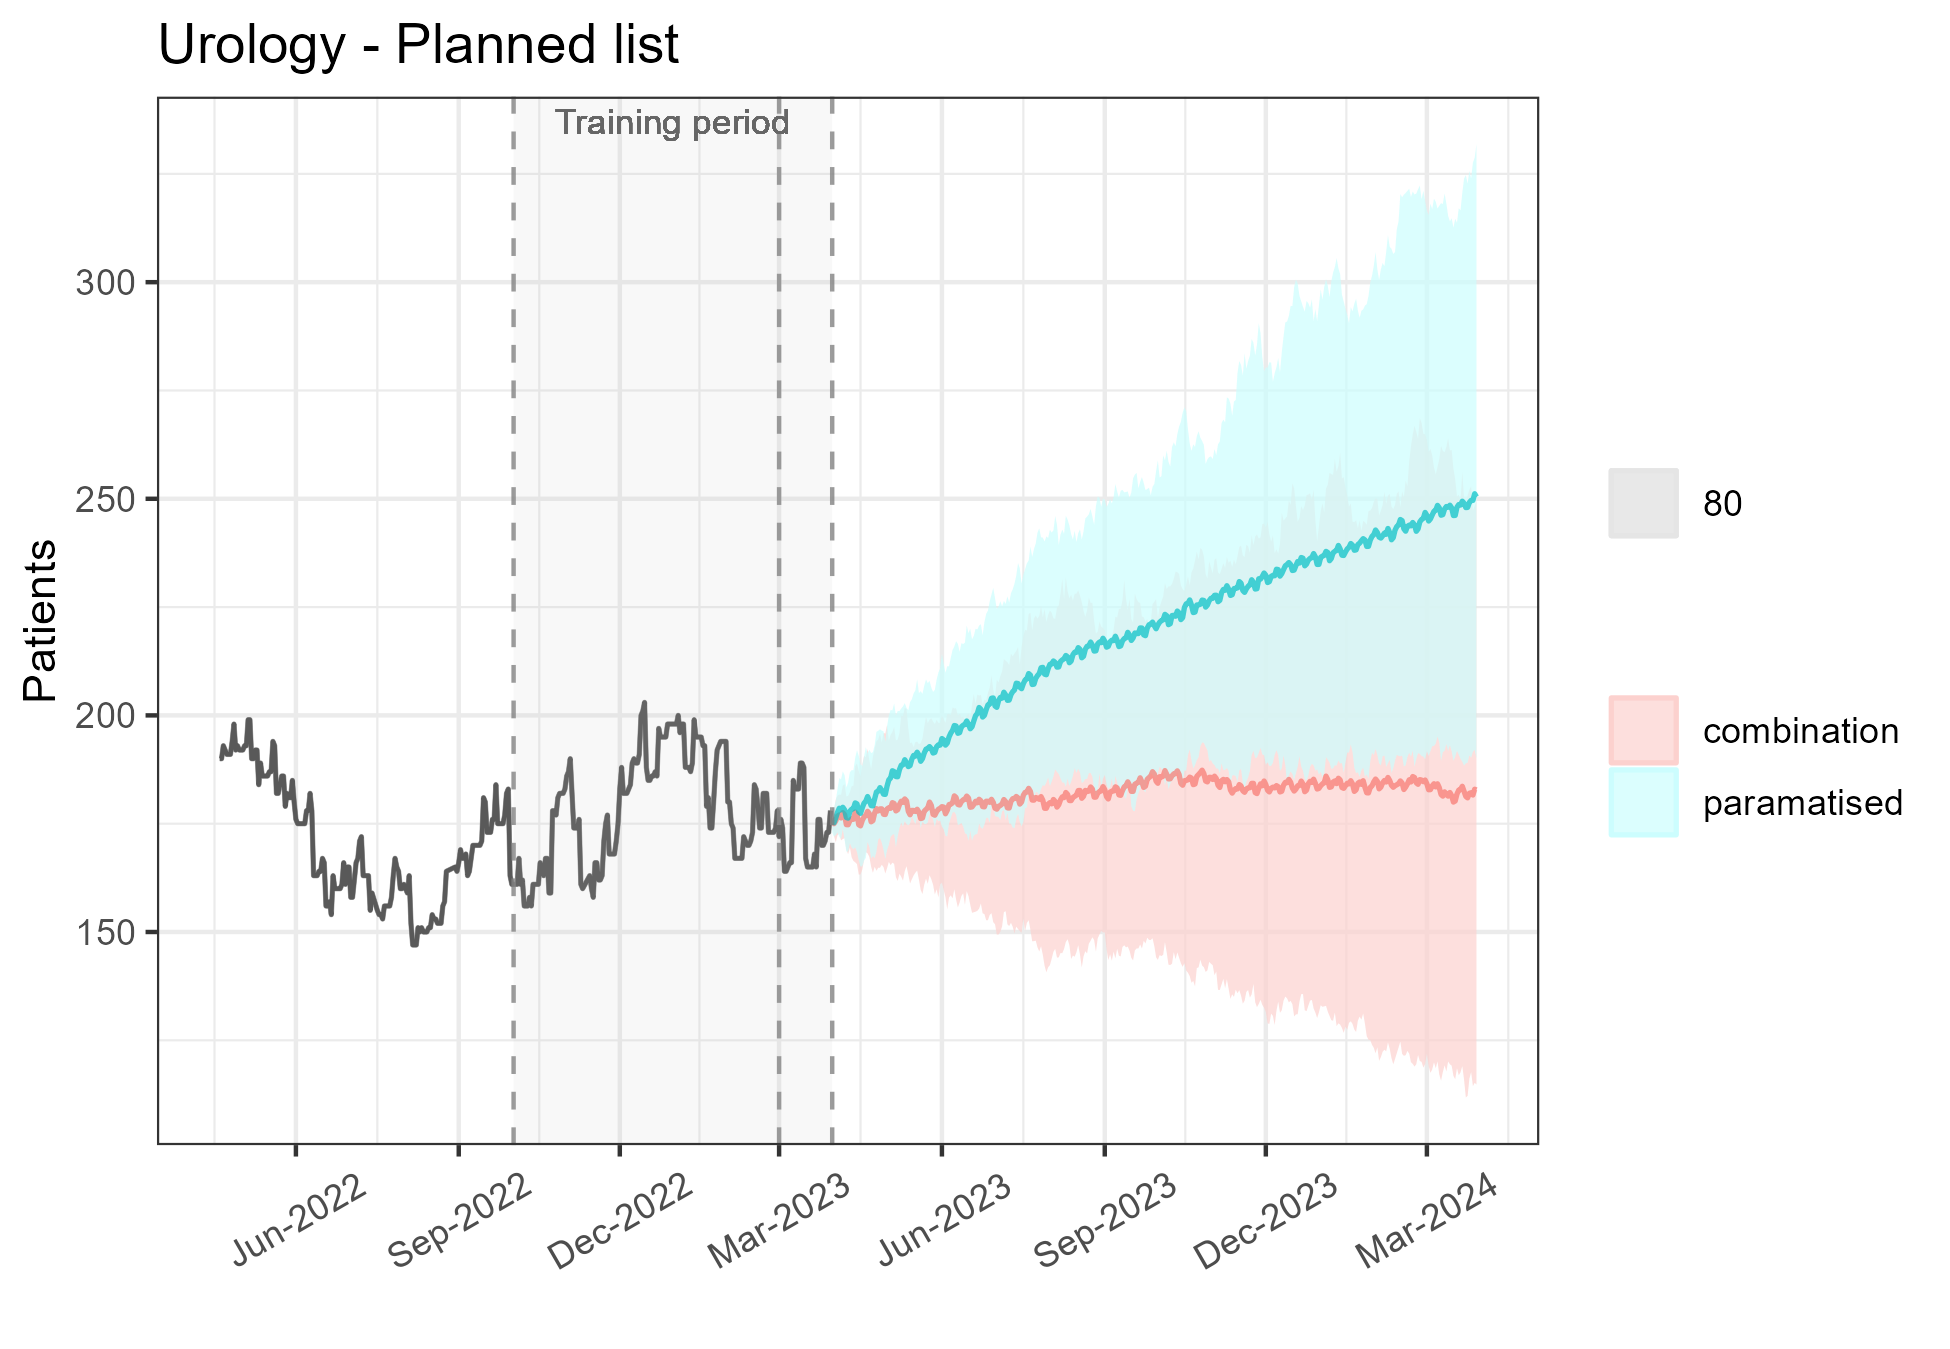 Urology - Planned list
Training period
Patients
300
250
200
150
Jun-2022
Sep-2022
Dec-2022
Mar-2023
Jun-2023
Sep-2023
Dec-2023
Mar-2024
80
combination
paramatised